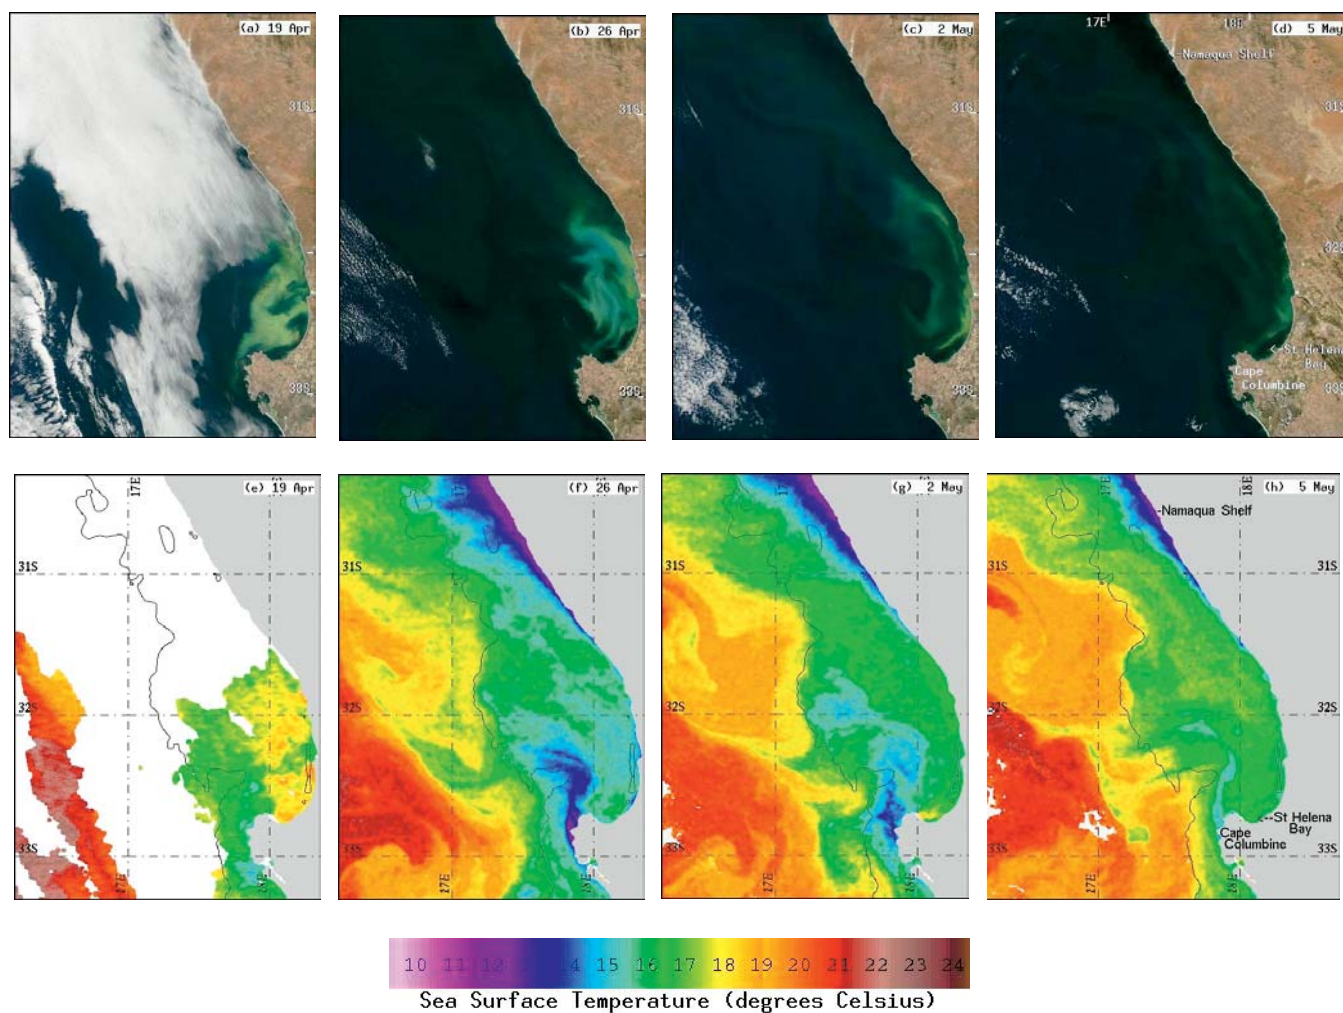 (a) 19 Apr
31S
33S
(b) 26 Apr
31S
33S
(c) 2 May
31S
33S
17E
18E
(d) 5 May
<-Namaqua Shelf
31S
32S
<--St Helena
Bay
Cape
Columbine
33S
(e) 19 Apr
17E
31S
32S
33S
17E
18E
(f) 26 Apr
31S
32S
33S
17E
18E
(g) 2 May
31S
32S
33S
17E
18E
(h) 5 May
17E
18E
-Namaqua Shelf
31S
32S
<--St Helena
Bay
Cape
Columbine
33S
17E
18E
10 11 12 14 15 16 17 18 19 20 21 22 23 24
Sea Surface Temperature (degrees Celsius)